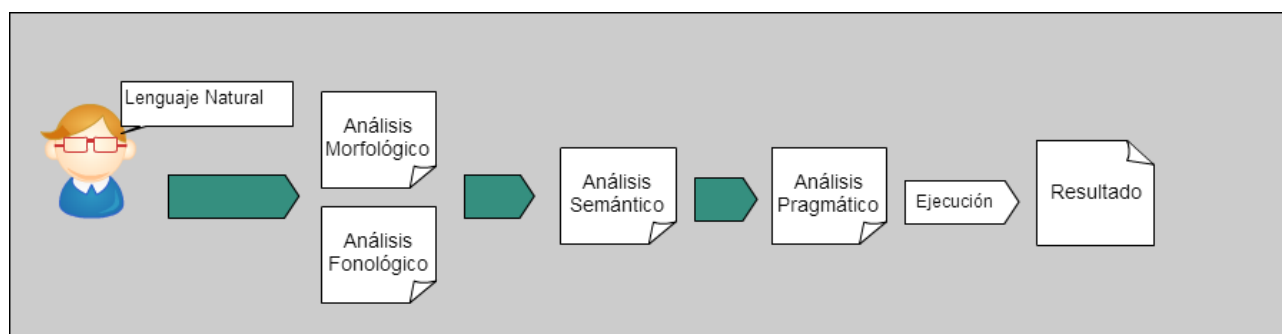 Lenguaje Natural
Análisis
Morfológico
Análisis
Fonológico
Análisis
Semántico
Análisis
Pragmático
Ejecución
Resultado